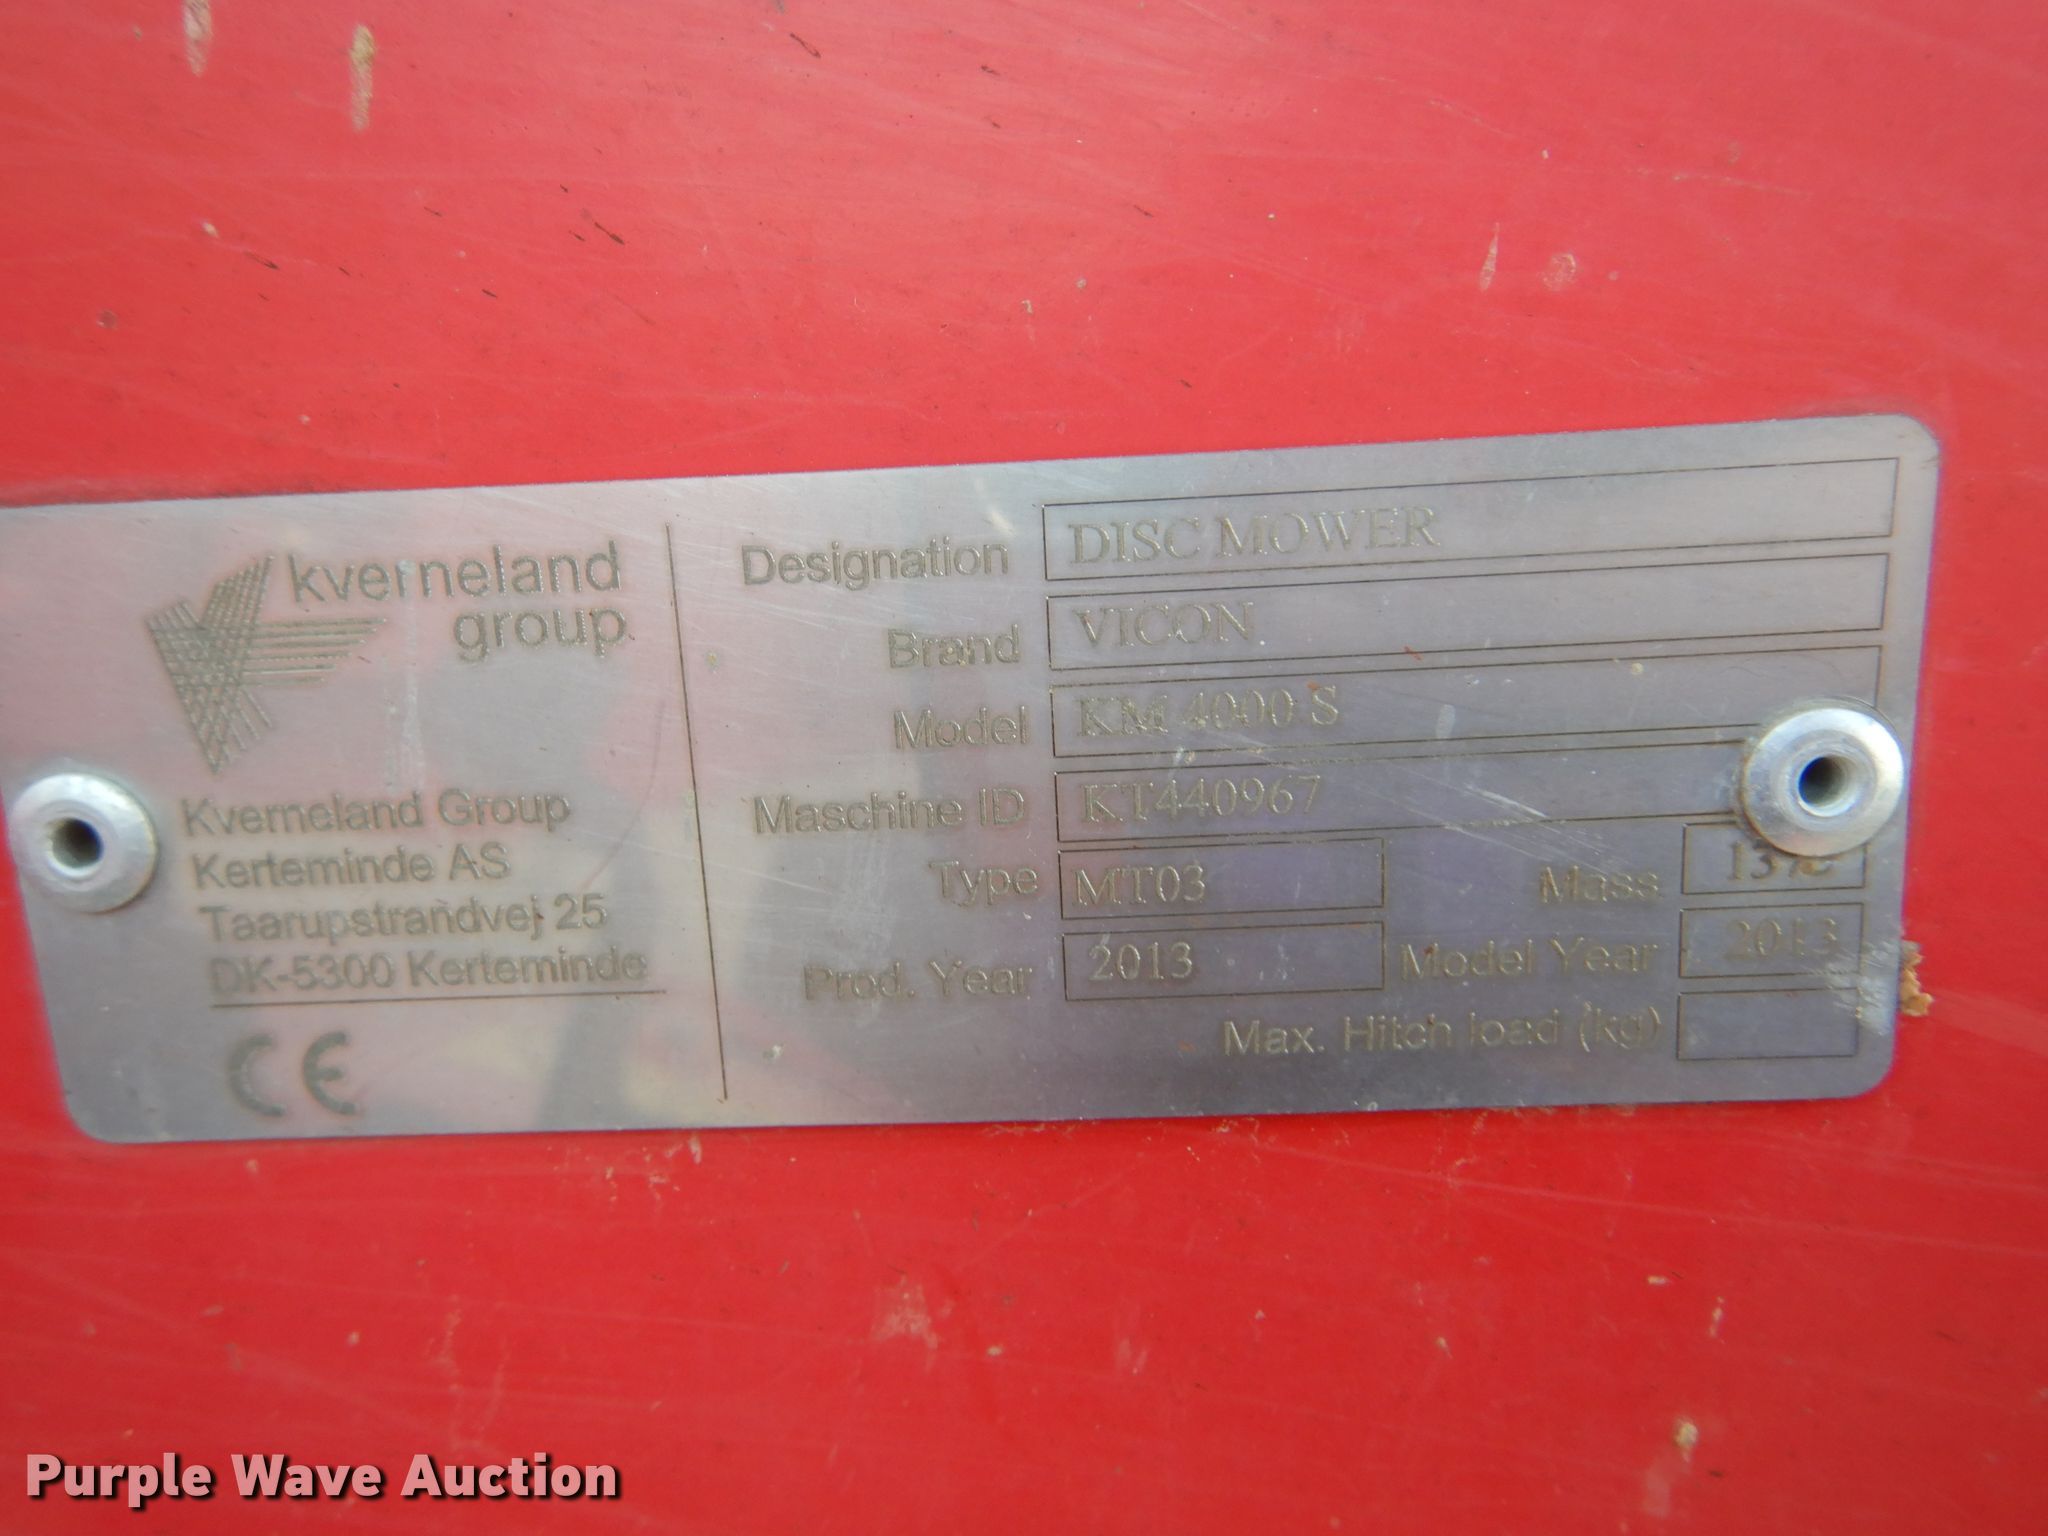 kverneland
group
Kverneland Group
Kerteminde AS
Taarupstrandvej 25
DK-5300 Kerteminde
CE
Designation DISC MOWER
Brand VICON
Model KM 4000 S
Maschine ID KT440967
Type MT03 Mass
Prod. Year 2013 Model Year 2013
Max. Hitch load (kg)
Purple Wave Auction